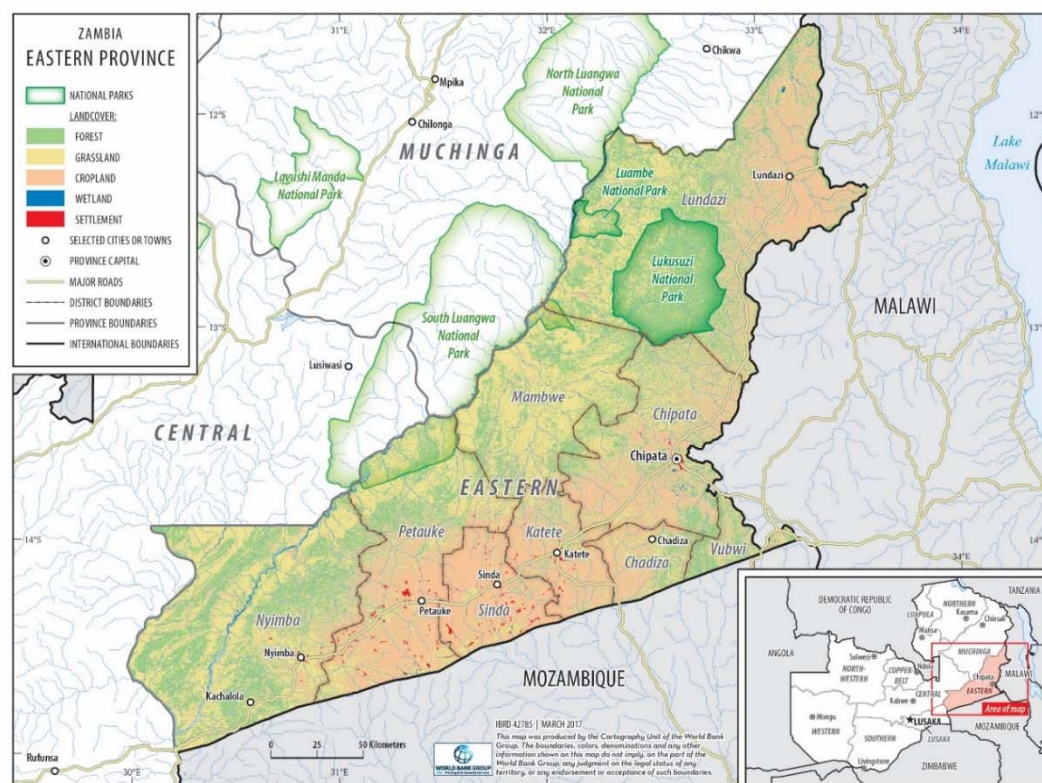 ZAMBIA
EASTERN PROVINCE
NATIONAL PARKS
LANDCOVER:
FOREST
GRASSLAND
CROPLAND
WETLAND
SETTLEMENT
SELECTED CITIES OR TOWNS
PROVINCE CAPITAL
MAJOR ROADS
DISTRICT BOUNDARIES
PROVINCE BOUNDARIES
INTERNATIONAL BOUNDARIES
31°E
32°E
33°E
34°E
Chikwa
Mpika
North Luangwa
National
Park
12°S
12°S
Chilonga
MUCHINGA
Lake
Malawi
Lavushi Manda
National Park
Luambe
National Park
Lundazi
Lundazi
Lukusuzi
National
Park
MALAWI
13°S
13°S
South Luangwa
National
Park
Lusiwasi
Mambwe
Chipata
CENTRAL
Chipata
EASTERN
14°S
14°
Petauke
Katete
Chadiza
Vubwi
Katete
Chadiza
34°E
Sinda
Petauke
Sinda
Nyimba
Nyimba
MOZAMBIQUE
Kachalola
Rufunsa
30°E
31°E
0 25 50 Kilometers
WORLD BANK GROUP
IBRD 42785 | MARCH 2017
This map was produced by the Cartography Unit of the World Bank
Group. The boundaries, colors, denominations and any other
information shown on this map do not imply, on the part of the
World Bank Group, any judgment on the legal status of any
territory, or any endorsement or acceptance of such boundaries.
DEMOCRATIC REPUBLIC
OF CONGO
TANZANIA
NORTHERN
Kasama
LUAPULA
Chinsali
Mansa
MUCHINGA
ANGOLA
Solwezi
Ndola
NORTH-
WESTERN
COPPER-
BELT
CENTRAL
Chipata
MALAWI
EASTERN
Kabwe
Area of map
Mongu
WESTERN
LUSAKA
MOZAMBIQUE
SOUTHERN
LUSAKA
Livingstone
ZIMBABWE